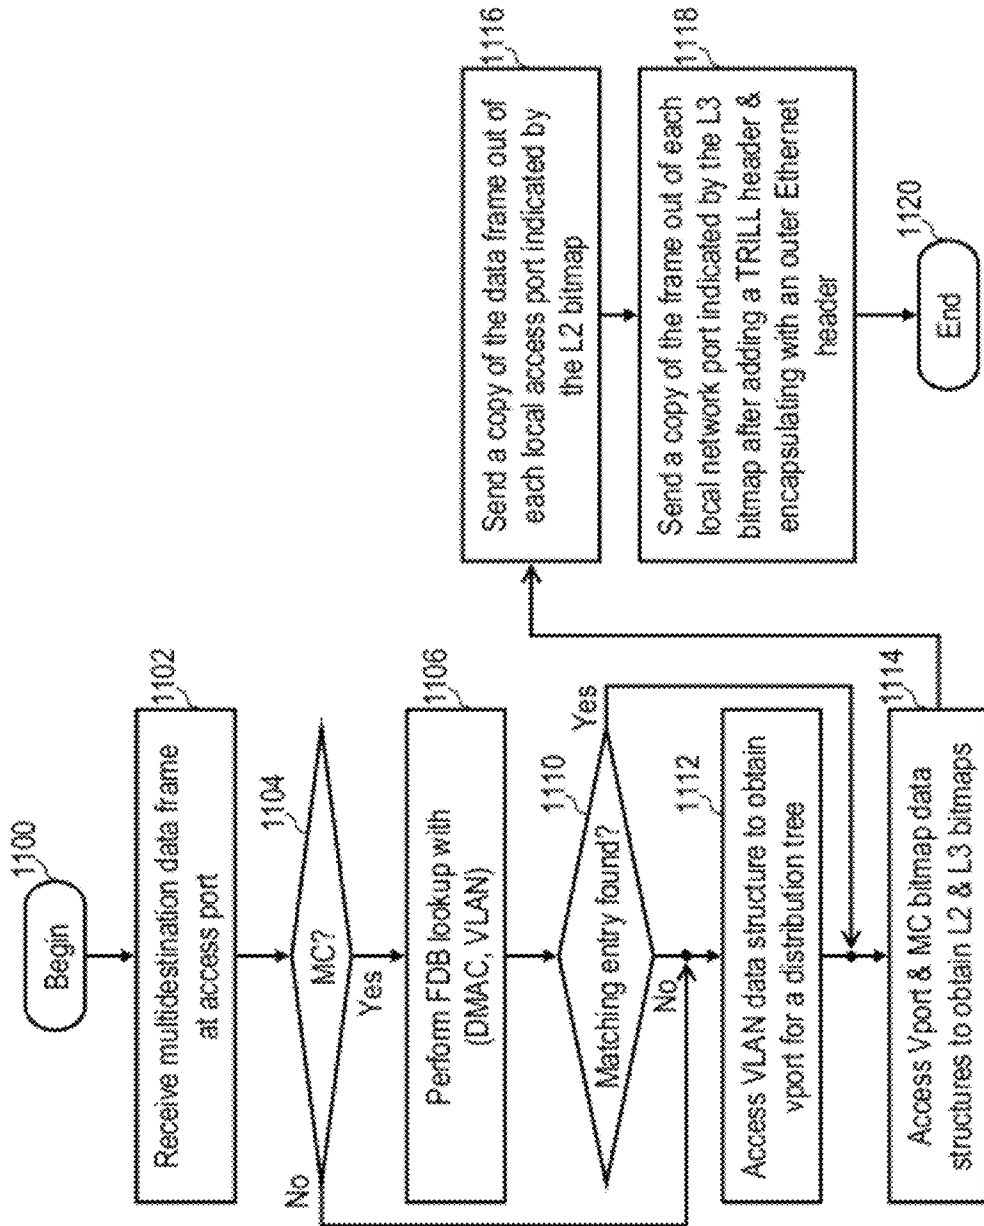 1100
Begin
1102
Receive multidestination data frame
at access port
1104
MC?
No
Yes
1106
Perform FDB lookup with
(DMAC, VLAN)
1110
Matching entry found?
Yes
No
1112
Access VLAN data structure to obtain
vport for a distribution tree
1114
Access Vport & MC bitmap data
structures to obtain L2 & L3 bitmaps
1116
Send a copy of the data frame out of
each local access port indicated by
the L2 bitmap
1118
Send a copy of the frame out of each
local network port indicated by the L3
bitmap after adding a TRILL header &
encapsulating with an outer Ethernet
header
1120
End